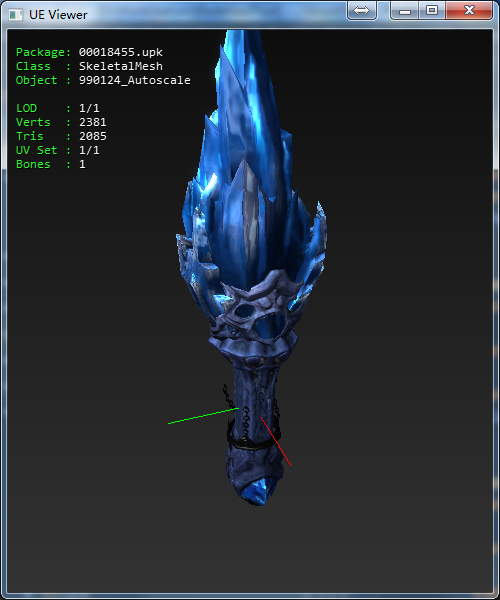 UE Viewer
Package: 00018455.upk
Class  : SkeletalMesh
Object : 990124_Autoscale
LOD    : 1/1
Verts  : 2381
Tris   : 2085
UV Set : 1/1
Bones  : 1